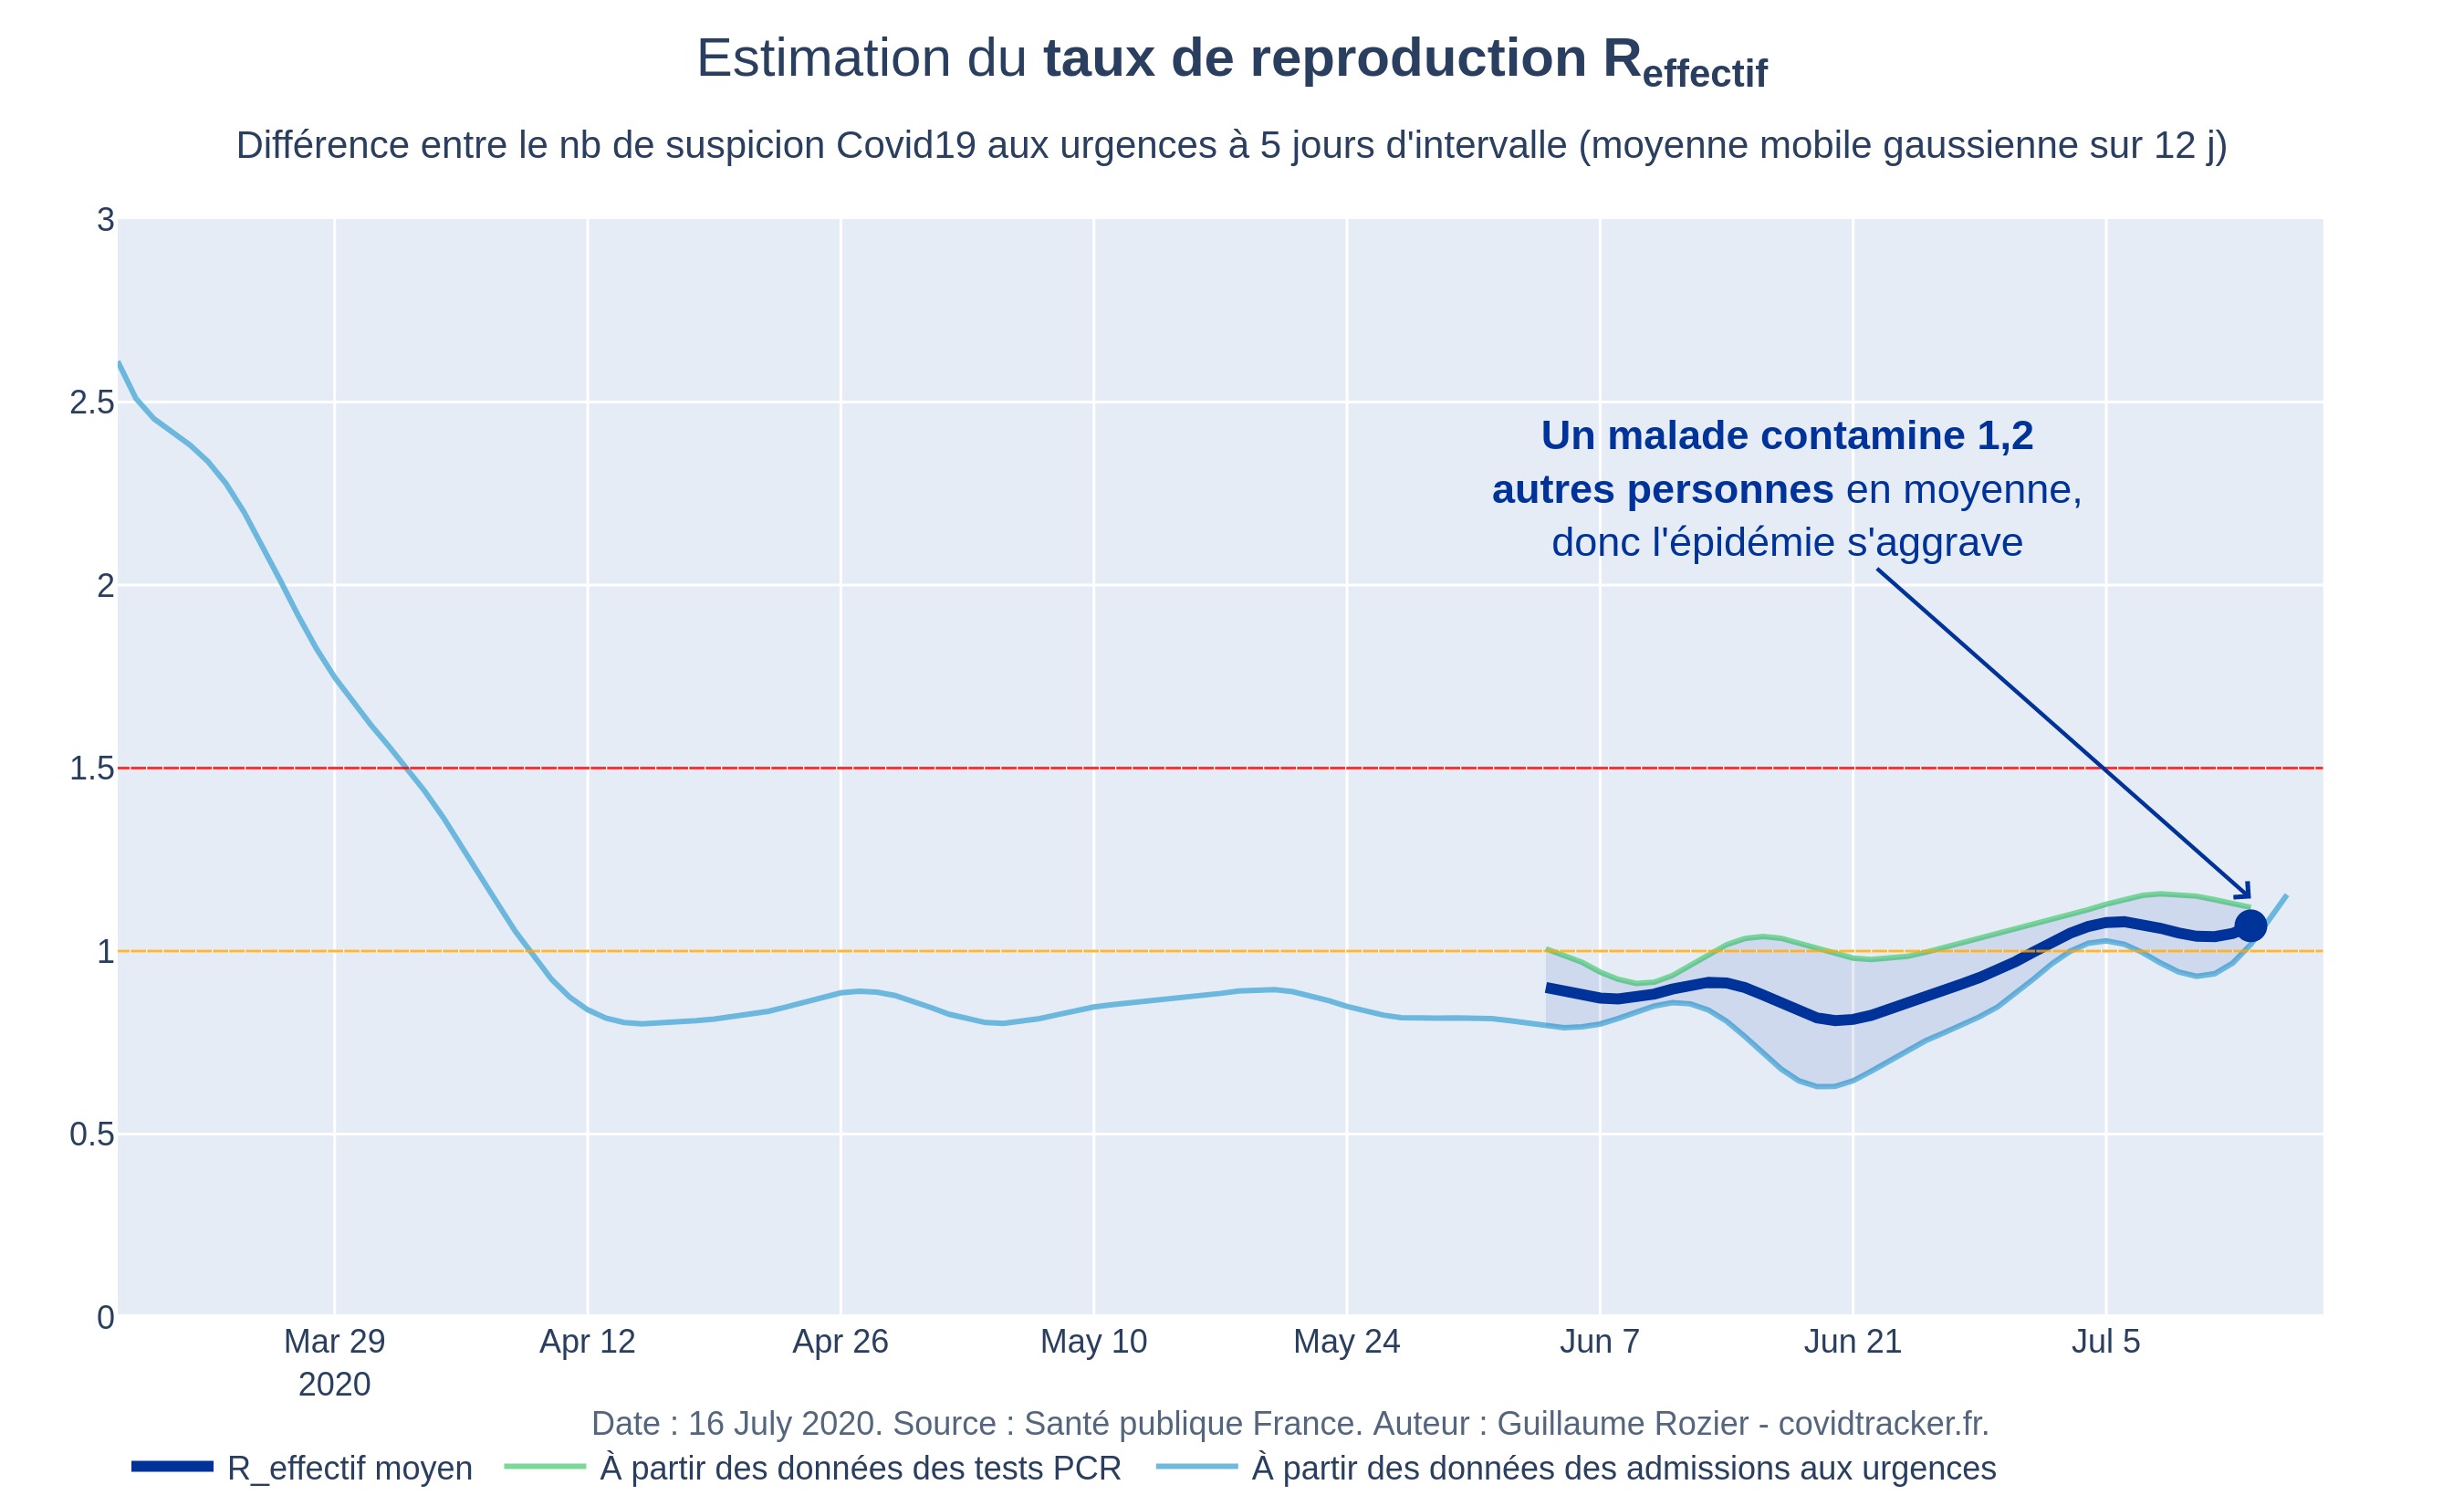 Estimation du taux de reproduction Reffectif
Différence entre le nb de suspicion Covid19 aux urgences à 5 jours d'intervalle (moyenne mobile gaussienne sur 12 j)
3
2.5
2
1.5
1
0.5
0
Un malade contamine 1,2
autres personnes en moyenne,
donc l'épidémie s'aggrave
Mar 29
2020
Apr 12
Apr 26
May 10
May 24
Jun 7
Jun 21
Jul 5
Date : 16 July 2020. Source : Santé publique France. Auteur : Guillaume Rozier - covidtracker.fr.
R_effectif moyen
À partir des données des tests PCR
À partir des données des admissions aux urgences